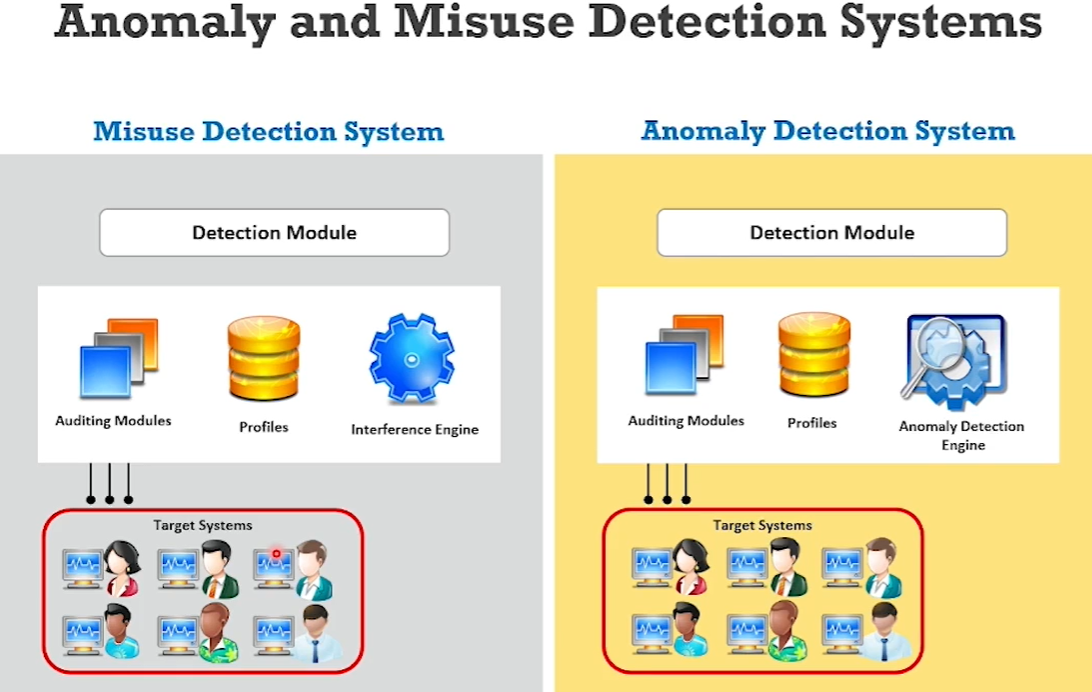 Anomaly and Misuse Detection Systems
Misuse Detection System
Detection Module
Auditing Modules
Profiles
Interference Engine
Target Systems
Anomaly Detection System
Detection Module
Auditing Modules
Profiles
Anomaly Detection
Engine
Target Systems